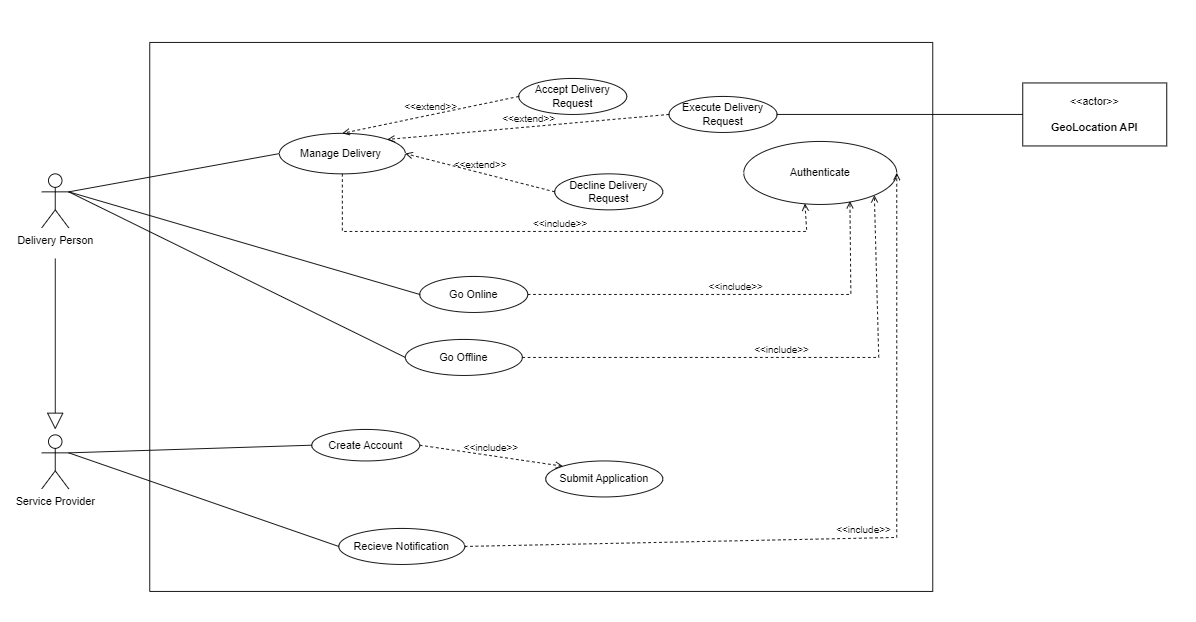 Accept Delivery
Request
<<extend>>
Execute Delivery
Request
<<extend>>
<<actor>>
GeoLocation API
Manage Delivery
<<extend>>
Authenticate
Decline Delivery
Request
<<include>>
Delivery Person
Go Online
<<include>>
Go Offline
<<include>>
Create Account
<<include>>
Submit Application
Service Provider
<<include>>
Recieve Notification